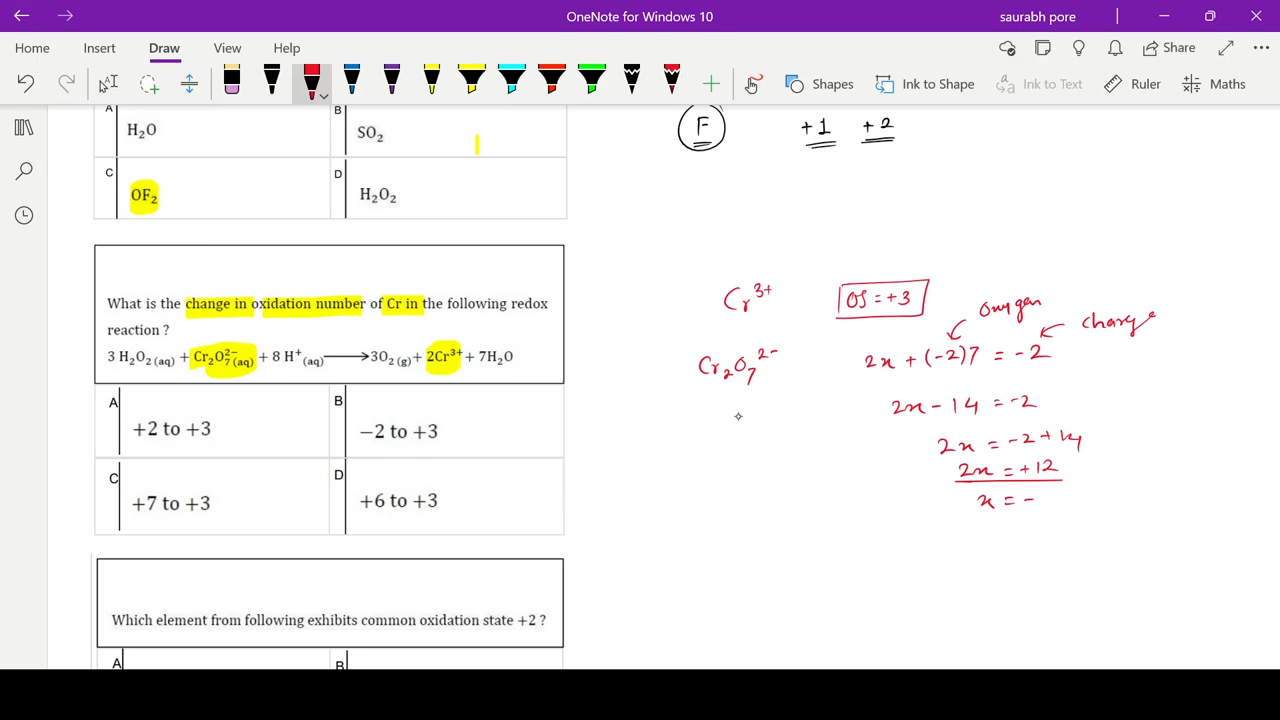 OneNote for Windows 10
saurabh pore
Home Insert Draw View Help
Share
Shapes
Ink to Shape
Ink to Text
Ruler
Maths
A
H₂O
B
SO₂
C
OF₂
D
H₂O₂
F +1 +2
What is the change in oxidation number of Cr in the following redox
reaction ?
3 H₂O₂ (aq) + Cr₂O₇²⁻ (aq) + 8 H⁺ (aq) ⟶ 3O₂ (g) + 2Cr³⁺ + 7H₂O
A
+2 to +3
B
−2 to +3
C
+7 to +3
D
+6 to +3
Cr³⁺ OS = +3
oxygen
charge
Cr₂O₇²⁻ 2x + (-2)7 = -2
2x - 14 = -2
2x = -2 + 14
2x = +12
x = -
Which element from following exhibits common oxidation state +2 ?
A
B